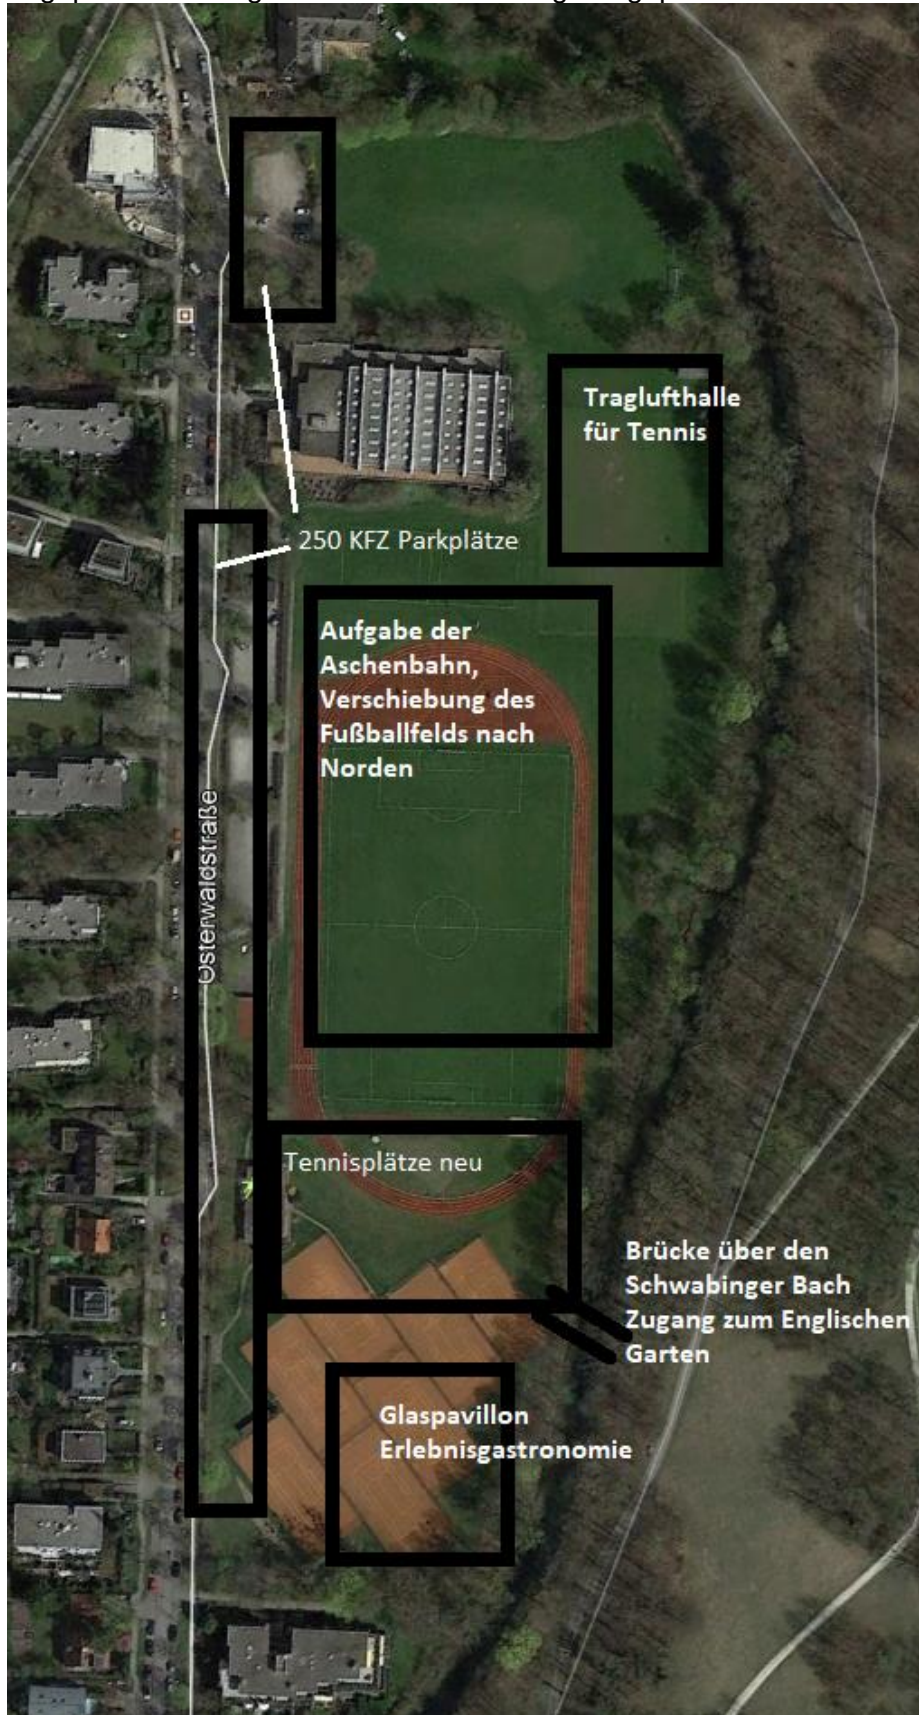 Traglufthalle
für Tennis
250 KFZ Parkplätze
Aufgabe der
Aschenbahn,
Verschiebung des
Fußballfelds nach
Norden
Osterwaldstraße
Tennisplätze neu
Brücke über den
Schwabinger Bach
Zugang zum Englischen
Garten
Glaspavillon
Erlebnisgastronomie